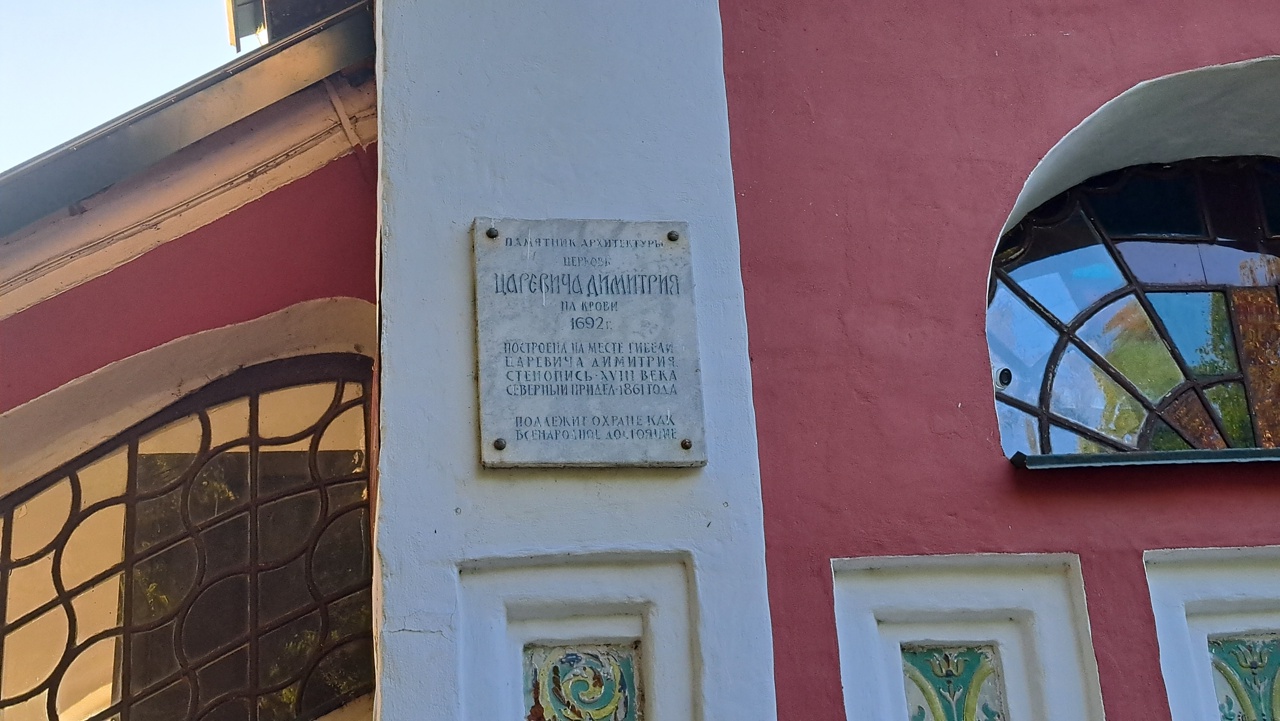 ПАМЯТНИК АРХИТЕКТУРЫ
ЦЕРКОВЬ
ЦАРЕВИЧА ДИМИТРИЯ
НА КРОВИ
1692г.
ПОСТРОЕНА НА МЕСТЕ ГИБЕЛИ
ЦАРЕВИЧА ДИМИТРИЯ.
СТЕНОПИСЬ-XVIII ВЕКА
СЕВЕРНЫЙ ПРИДЕЛ-1861 ГОДА
ПОДЛЕЖИТ ОХРАНЕ КАК
ВСЕНАРОДНОЕ ДОСТОЯНИЕ